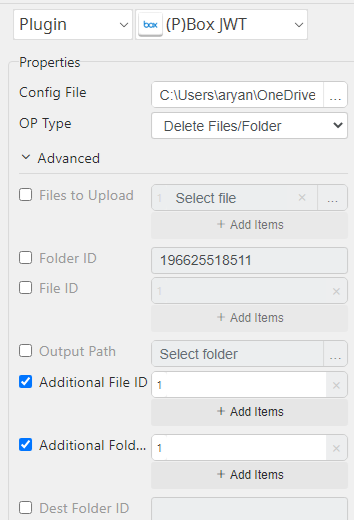 Plugin
box (P)Box JWT
Properties
Config File C:\Users\aryan\OneDrive ...
OP Type Delete Files/Folder
Advanced
Files to Upload 1 Select file × ...
+ Add Items
Folder ID 196625518511
File ID 1 ×
+ Add Items
Output Path Select folder ...
Additional File ID 1 ×
+ Add Items
Additional Fold... 1 ×
+ Add Items
Dest Folder ID